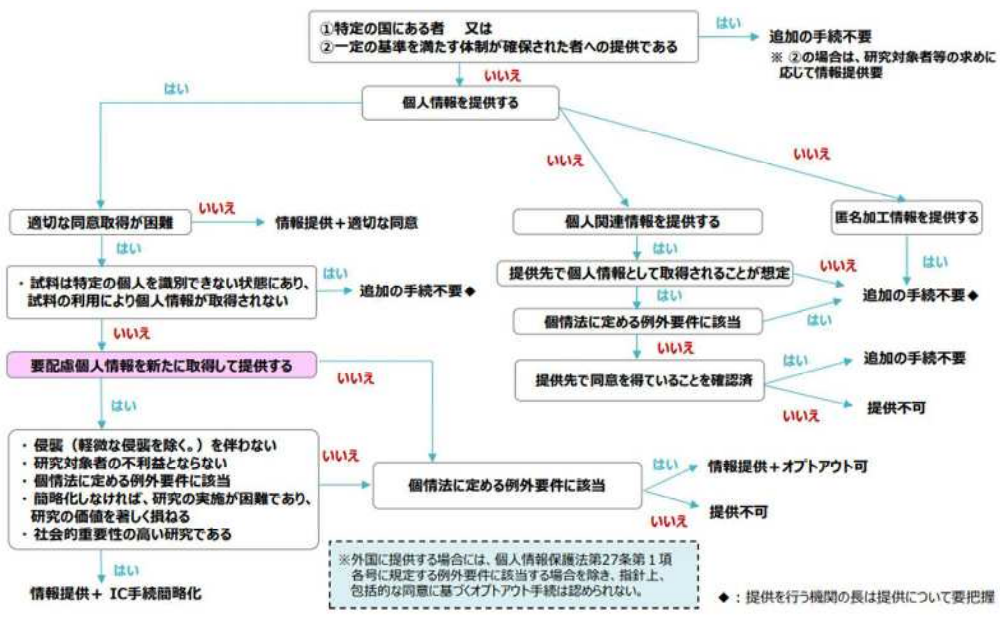 ①特定の国にある者　又は
②一定の基準を満たす体制が確保された者への提供である
はい
追加の手続不要
※ ②の場合は、研究対象者等の求めに
応じて情報提供要
いいえ
はい
個人情報を提供する
いいえ
いいえ
適切な同意取得が困難
いいえ
情報提供＋適切な同意
個人関連情報を提供する
匿名加工情報を提供する
はい
はい
はい
・試料は特定の個人を識別できない状態にあり、
試料の利用により個人情報が取得されない
はい
追加の手続不要◆
提供先で個人情報として取得されることが想定
いいえ
追加の手続不要◆
はい
個情法に定める例外要件に該当
はい
いいえ
いいえ
要配慮個人情報を新たに取得して提供する
いいえ
提供先で同意を得ていることを確認済
はい
追加の手続不要
いいえ
提供不可
はい
・侵襲（軽微な侵襲を除く。）を伴わない
・研究対象者の不利益とならない
・個情法に定める例外要件に該当
・簡略化しなければ、研究の実施が困難であり、
研究の価値を著しく損ねる
・社会的重要性の高い研究である
いいえ
個情法に定める例外要件に該当
はい
情報提供＋オプトアウト可
いいえ
提供不可
はい
情報提供＋ IC手続簡略化
※外国に提供する場合には、個人情報保護法第27条第１項
各号に規定する例外要件に該当する場合を除き、指針上、
包括的な同意に基づくオプトアウト手続は認められない。
◆：提供を行う機関の長は提供について要把握